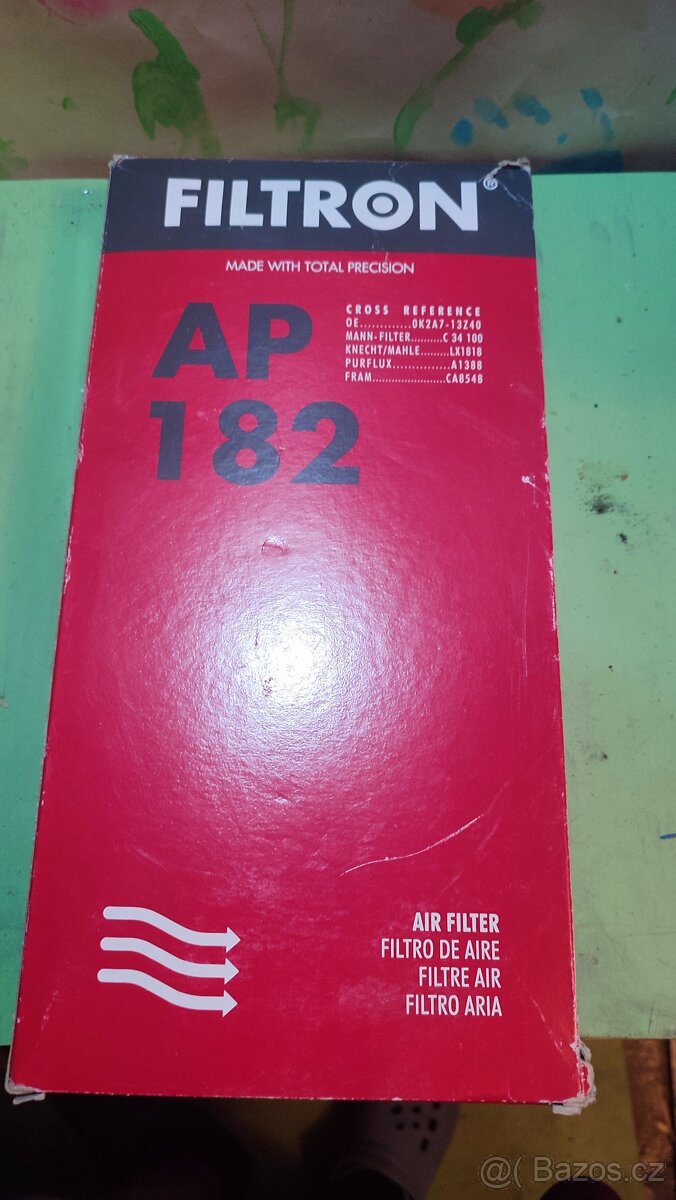 FILTRON®
MADE WITH TOTAL PRECISION
AP
182
CROSS REFERENCE
OE.............0K2A7-13Z40
MANN-FILTER..........C 34 100
KNECHT/MAHLE.........LX1818
PURFLUX...............A1388
FRAM.......................CA8548
AIR FILTER
FILTRO DE AIRE
FILTRE AIR
FILTRO ARIA
@( Bazos.cz